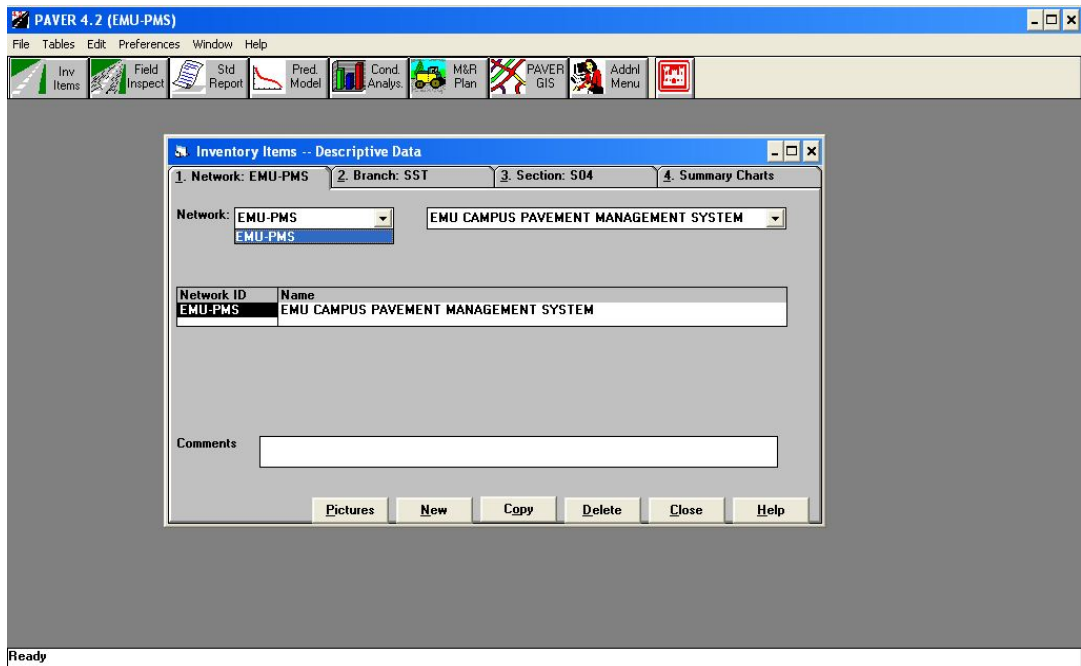 PAVER 4.2 (EMU-PMS)
File Tables Edit Preferences Window Help
Inv Items
Field Inspect
Std Report
Pred. Model
Cond. Analys.
M&R Plan
PAVER GIS
Addnl Menu
Inventory Items -- Descriptive Data
1. Network: EMU-PMS
2. Branch: SST
3. Section: S04
4. Summary Charts
Network: EMU-PMS EMU CAMPUS PAVEMENT MANAGEMENT SYSTEM
EMU-PMS
Network ID Name
EMU-PMS EMU CAMPUS PAVEMENT MANAGEMENT SYSTEM
Comments
Pictures New Copy Delete Close Help
Ready